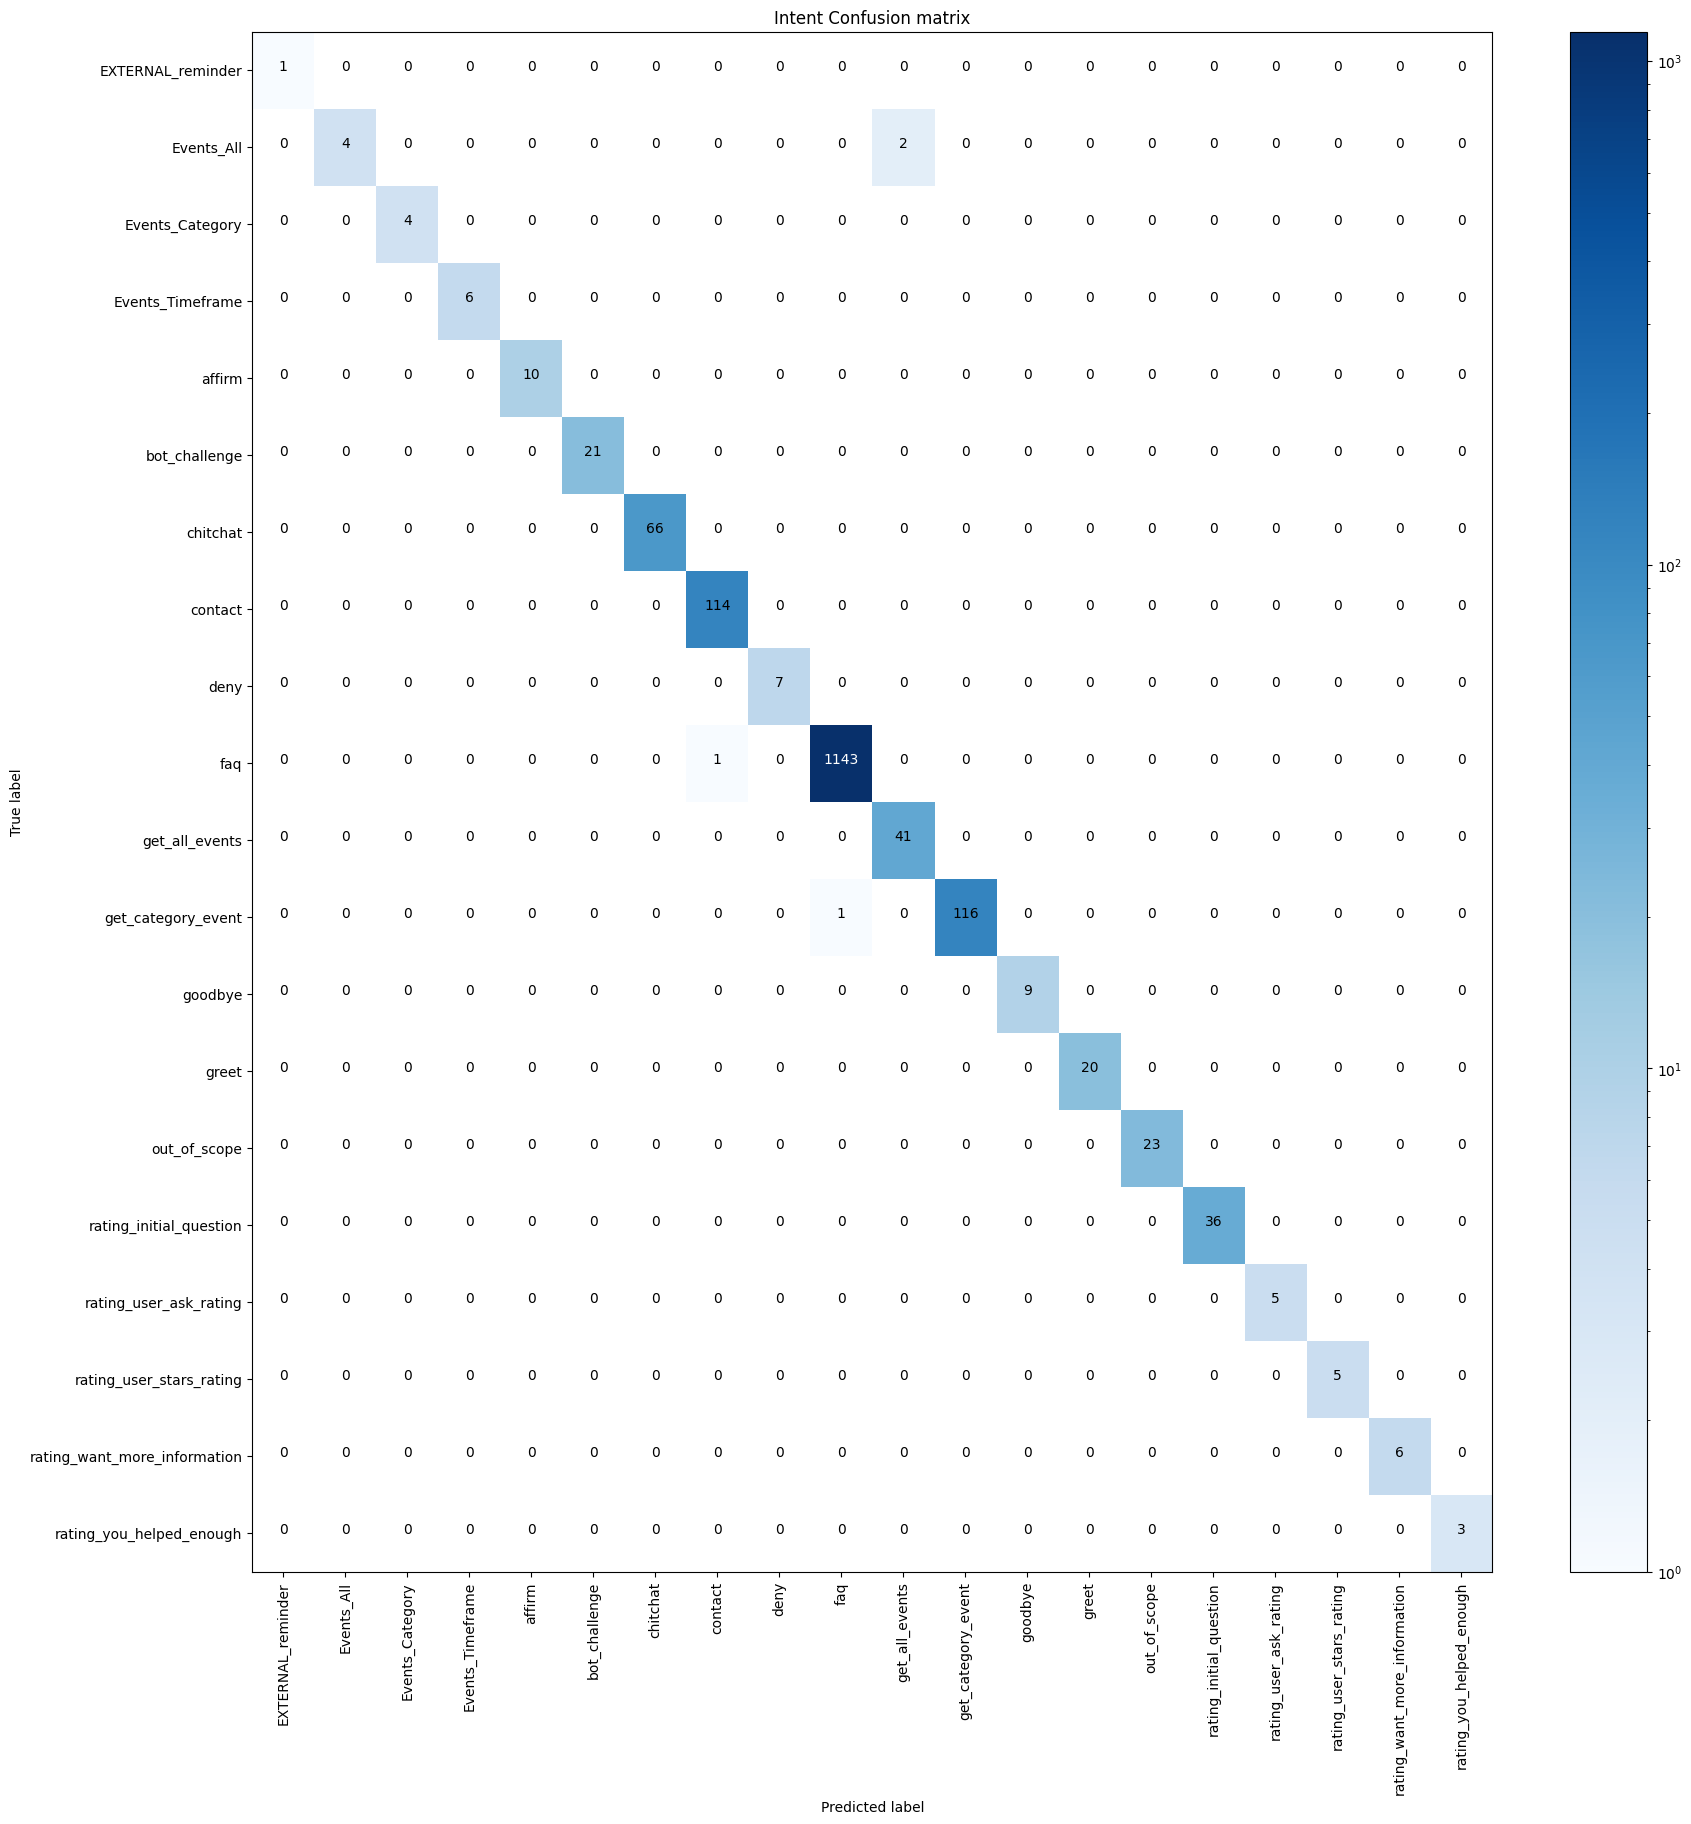 Intent Confusion matrix
EXTERNAL_reminder 1 0 0 0 0 0 0 0 0 0 0 0 0 0 0 0 0 0 0 0
Events_All 0 4 0 0 0 0 0 0 0 0 2 0 0 0 0 0 0 0 0 0
Events_Category 0 0 4 0 0 0 0 0 0 0 0 0 0 0 0 0 0 0 0 0
Events_Timeframe 0 0 0 6 0 0 0 0 0 0 0 0 0 0 0 0 0 0 0 0
affirm 0 0 0 0 10 0 0 0 0 0 0 0 0 0 0 0 0 0 0 0
bot_challenge 0 0 0 0 0 21 0 0 0 0 0 0 0 0 0 0 0 0 0 0
chitchat 0 0 0 0 0 0 66 0 0 0 0 0 0 0 0 0 0 0 0 0
contact 0 0 0 0 0 0 0 114 0 0 0 0 0 0 0 0 0 0 0 0
deny 0 0 0 0 0 0 0 0 7 0 0 0 0 0 0 0 0 0 0 0
faq 0 0 0 0 0 0 0 1 0 1143 0 0 0 0 0 0 0 0 0 0
get_all_events 0 0 0 0 0 0 0 0 0 0 41 0 0 0 0 0 0 0 0 0
get_category_event 0 0 0 0 0 0 0 0 0 1 0 116 0 0 0 0 0 0 0 0
goodbye 0 0 0 0 0 0 0 0 0 0 0 0 9 0 0 0 0 0 0 0
greet 0 0 0 0 0 0 0 0 0 0 0 0 0 20 0 0 0 0 0 0
out_of_scope 0 0 0 0 0 0 0 0 0 0 0 0 0 0 23 0 0 0 0 0
rating_initial_question 0 0 0 0 0 0 0 0 0 0 0 0 0 0 0 36 0 0 0 0
rating_user_ask_rating 0 0 0 0 0 0 0 0 0 0 0 0 0 0 0 0 5 0 0 0
rating_user_stars_rating 0 0 0 0 0 0 0 0 0 0 0 0 0 0 0 0 0 5 0 0
rating_want_more_information 0 0 0 0 0 0 0 0 0 0 0 0 0 0 0 0 0 0 6 0
rating_you_helped_enough 0 0 0 0 0 0 0 0 0 0 0 0 0 0 0 0 0 0 0 3
True label
EXTERNAL_reminder
Events_All
Events_Category
Events_Timeframe
affirm
bot_challenge
chitchat
contact
deny
faq
get_all_events
get_category_event
goodbye
greet
out_of_scope
rating_initial_question
rating_user_ask_rating
rating_user_stars_rating
rating_want_more_information
rating_you_helped_enough
Predicted label
10³
10²
10¹
10⁰